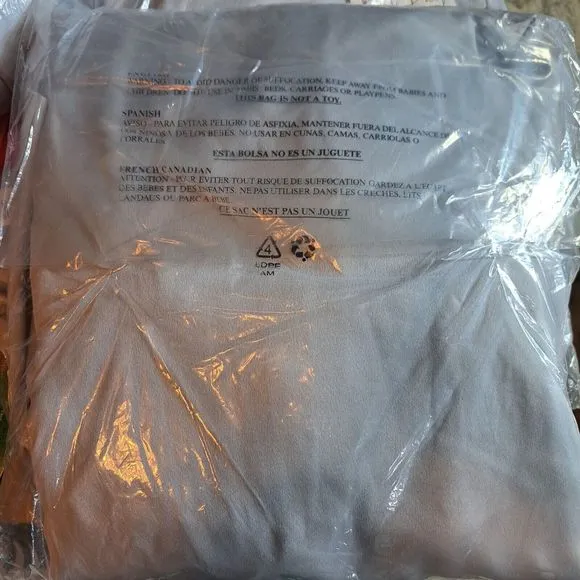 ENGLISH
WARNING: TO AVOID DANGER OF SUFFOCATION, KEEP AWAY FROM BABIES AND
CHILDREN. DO NOT USE IN CRIBS, BEDS, CARRIAGES OR PLAYPENS.
THIS BAG IS NOT A TOY.
SPANISH
AVISO - PARA EVITAR PELIGRO DE ASFIXIA, MANTENER FUERA DEL ALCANCE DE
DE LOS BEBES, NO USAR EN CUNAS, CAMAS, CARRIOLAS O
CORRALES
ESTA BOLSA NO ES UN JUGUETE
FRENCH CANADIAN
ATTENTION - POUR EVITER TOUT RISQUE DE SUFFOCATION GARDEZ A L'ECART
DES BEBES ET DES INFANTS. NE PAS UTILISER DANS LES CRECHES, LITS,
LANDAUS OU PARC A
CE SAC N'EST PAS UN JOUET
4
LDPE